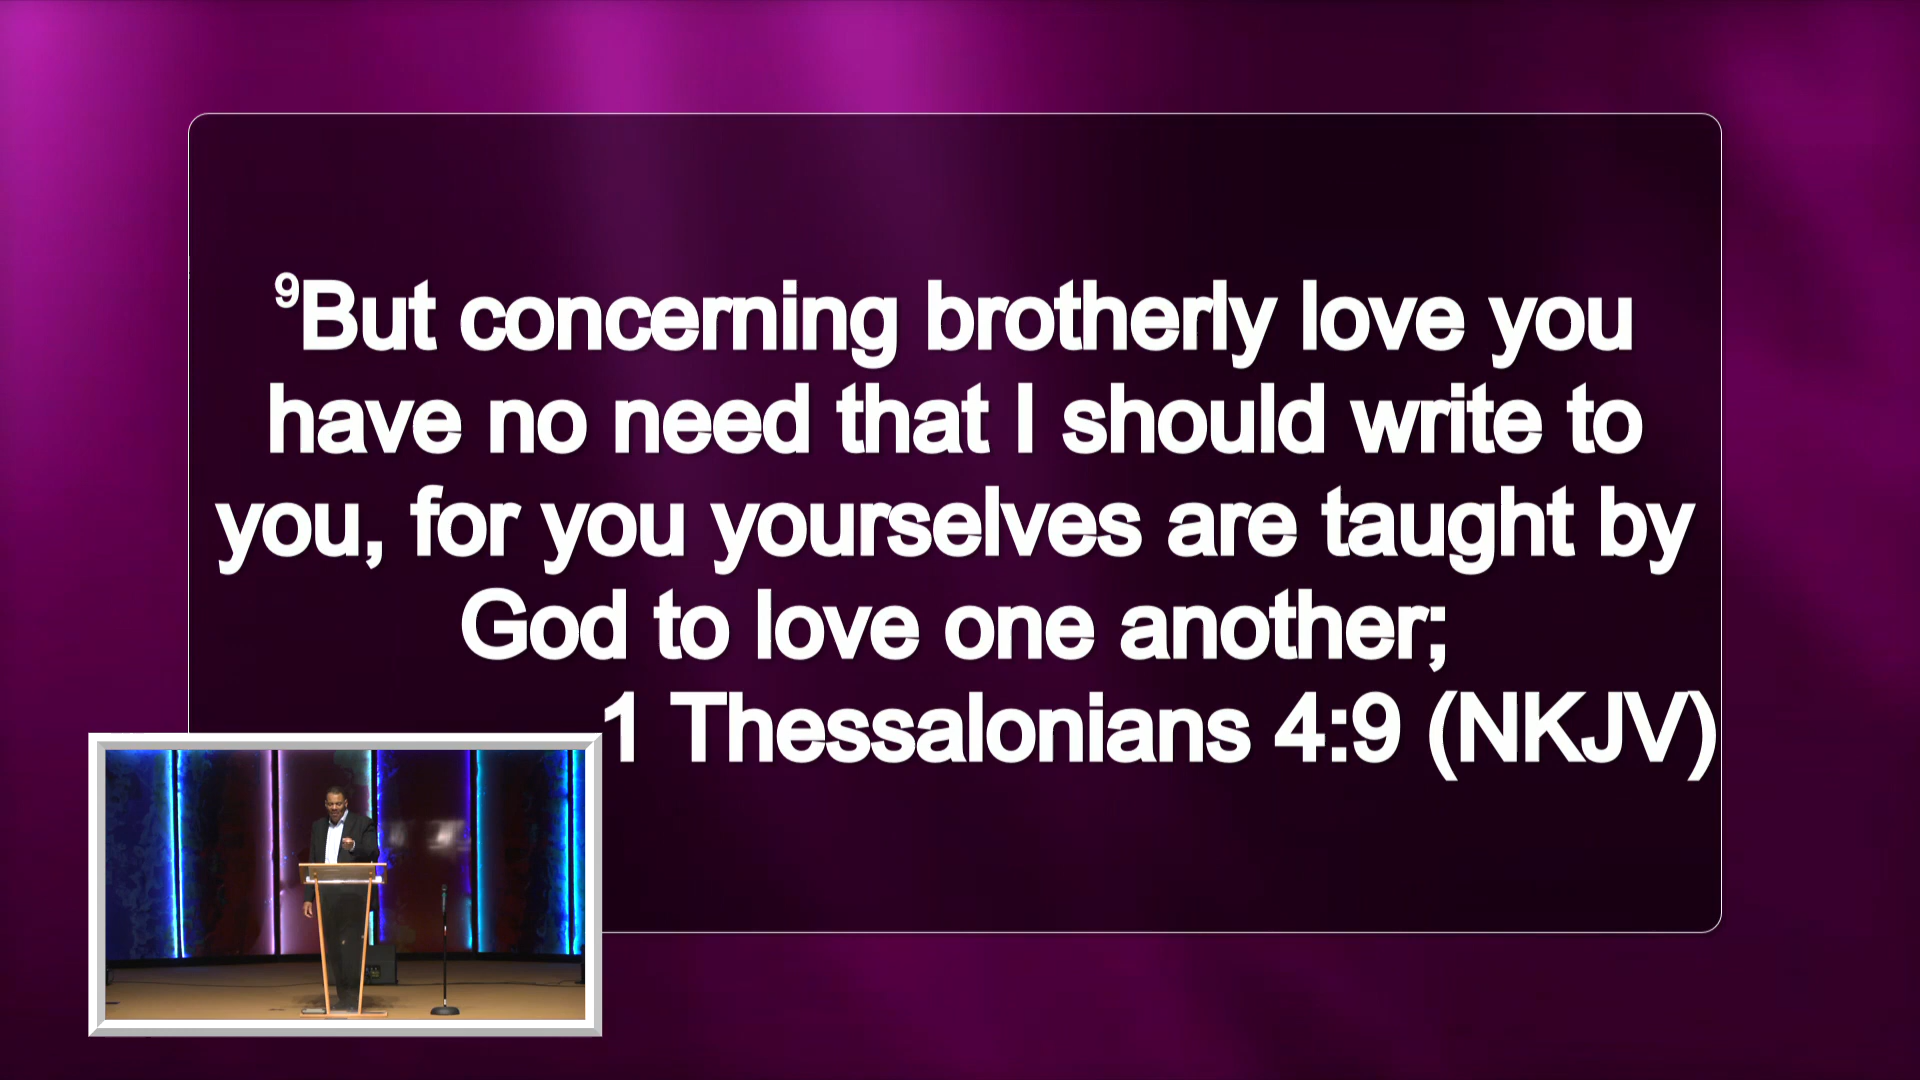 ⁹But concerning brotherly love you
have no need that I should write to
you, for you yourselves are taught by
God to love one another;
1 Thessalonians 4:9 (NKJV)